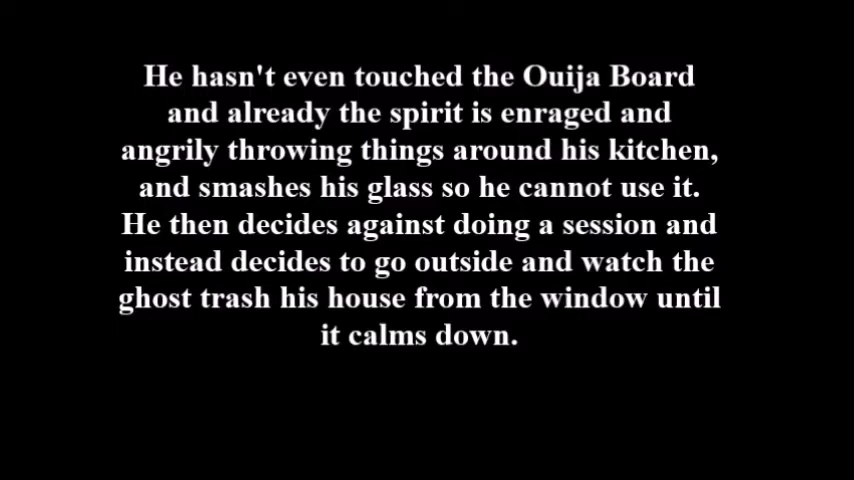 He hasn't even touched the Ouija Board
and already the spirit is enraged and
angrily throwing things around his kitchen,
and smashes his glass so he cannot use it.
He then decides against doing a session and
instead decides to go outside and watch the
ghost trash his house from the window until
it calms down.